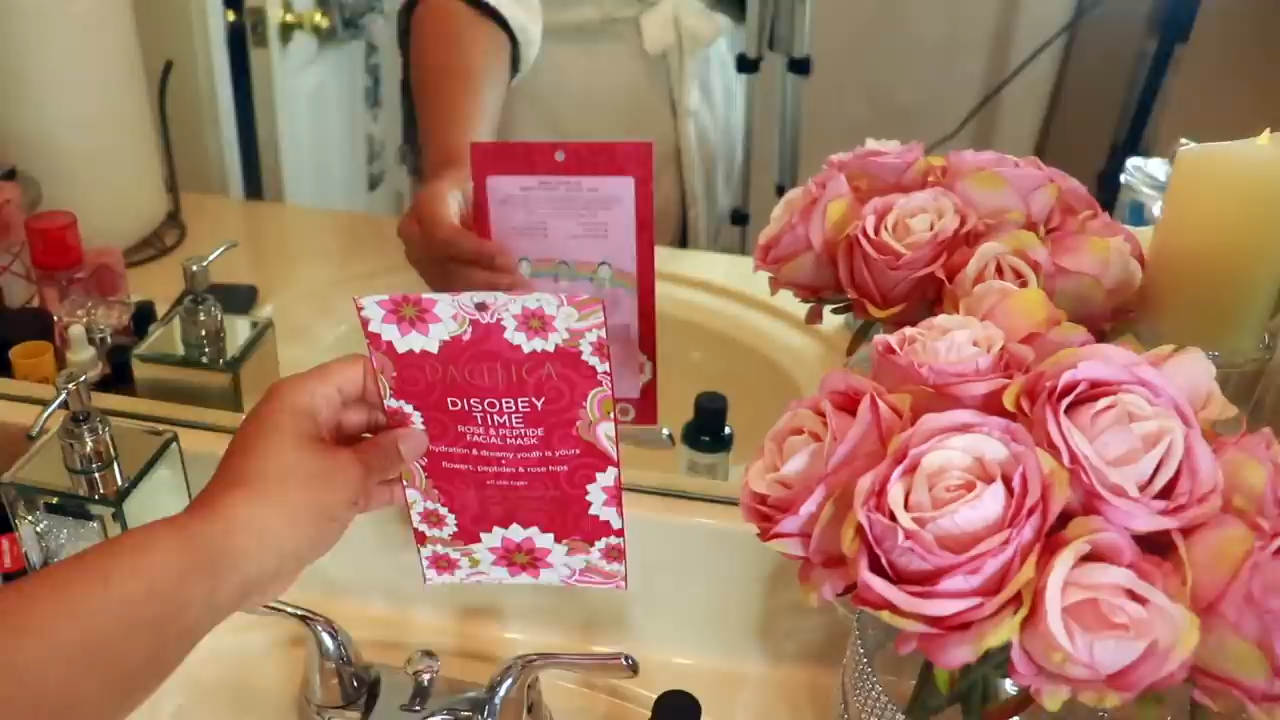 PACIFICA
DISOBEY
TIME
ROSE & PEPTIDE
FACIAL MASK
hydration & dreamy youth is yours
+
flowers, peptides & rose hips
all skin types